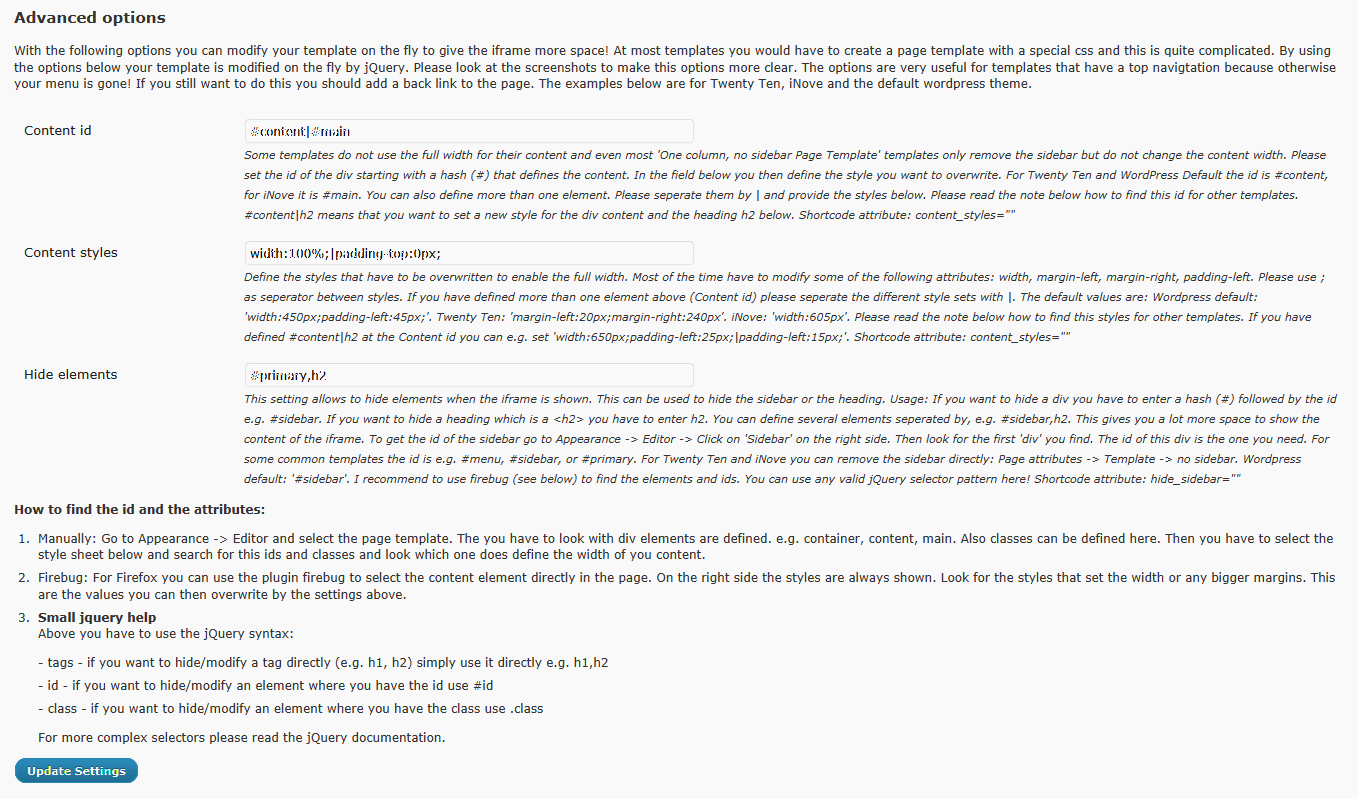 Advanced options
With the following options you can modify your template on the fly to give the iframe more space! At most templates you would have to create a page template with a special css and this is quite complicated. By using
the options below your template is modified on the fly by jQuery. Please look at the screenshots to make this options more clear. The options are very useful for templates that have a top navigtation because otherwise
your menu is gone! If you still want to do this you should add a back link to the page. The examples below are for Twenty Ten, iNove and the default wordpress theme.
Content id
#content|#main
Some templates do not use the full width for their content and even most 'One column, no sidebar Page Template' templates only remove the sidebar but do not change the content width. Please
set the id of the div starting with a hash (#) that defines the content. In the field below you then define the style you want to overwrite. For Twenty Ten and WordPress Default the id is #content,
for iNove it is #main. You can also define more than one element. Please seperate them by | and provide the styles below. Please read the note below how to find this id for other templates.
#content|h2 means that you want to set a new style for the div content and the heading h2 below. Shortcode attribute: content_styles=""
Content styles
width:100%;|padding-top:0px;
Define the styles that have to be overwritten to enable the full width. Most of the time have to modify some of the following attributes: width, margin-left, margin-right, padding-left. Please use ;
as seperator between styles. If you have defined more than one element above (Content id) please seperate the different style sets with |. The default values are: Wordpress default:
'width:450px;padding-left:45px;'. Twenty Ten: 'margin-left:20px;margin-right:240px'. iNove: 'width:605px'. Please read the note below how to find this styles for other templates. If you have
defined #content|h2 at the Content id you can e.g. set 'width:650px;padding-left:25px;|padding-left:15px;'. Shortcode attribute: content_styles=""
Hide elements
#primary,h2
This setting allows to hide elements when the iframe is shown. This can be used to hide the sidebar or the heading. Usage: If you want to hide a div you have to enter a hash (#) followed by the id
e.g. #sidebar. If you want to hide a heading which is a <h2> you have to enter h2. You can define several elements seperated by, e.g. #sidebar,h2. This gives you a lot more space to show the
content of the iframe. To get the id of the sidebar go to Appearance -> Editor -> Click on 'Sidebar' on the right side. Then look for the first 'div' you find. The id of this div is the one you need. For
some common templates the id is e.g. #menu, #sidebar, or #primary. For Twenty Ten and iNove you can remove the sidebar directly: Page attributes -> Template -> no sidebar. Wordpress
default: '#sidebar'. I recommend to use firebug (see below) to find the elements and ids. You can use any valid jQuery selector pattern here! Shortcode attribute: hide_sidebar=""
How to find the id and the attributes:
1. Manually: Go to Appearance -> Editor and select the page template. The you have to look with div elements are defined. e.g. container, content, main. Also classes can be defined here. Then you have to select the
style sheet below and search for this ids and classes and look which one does define the width of you content.
2. Firebug: For Firefox you can use the plugin firebug to select the content element directly in the page. On the right side the styles are always shown. Look for the styles that set the width or any bigger margins. This
are the values you can then overwrite by the settings above.
3. Small jquery help
Above you have to use the jQuery syntax:
- tags - if you want to hide/modify a tag directly (e.g. h1, h2) simply use it directly e.g. h1,h2
- id - if you want to hide/modify an element where you have the id use #id
- class - if you want to hide/modify an element where you have the class use .class
For more complex selectors please read the jQuery documentation.
Update Settings